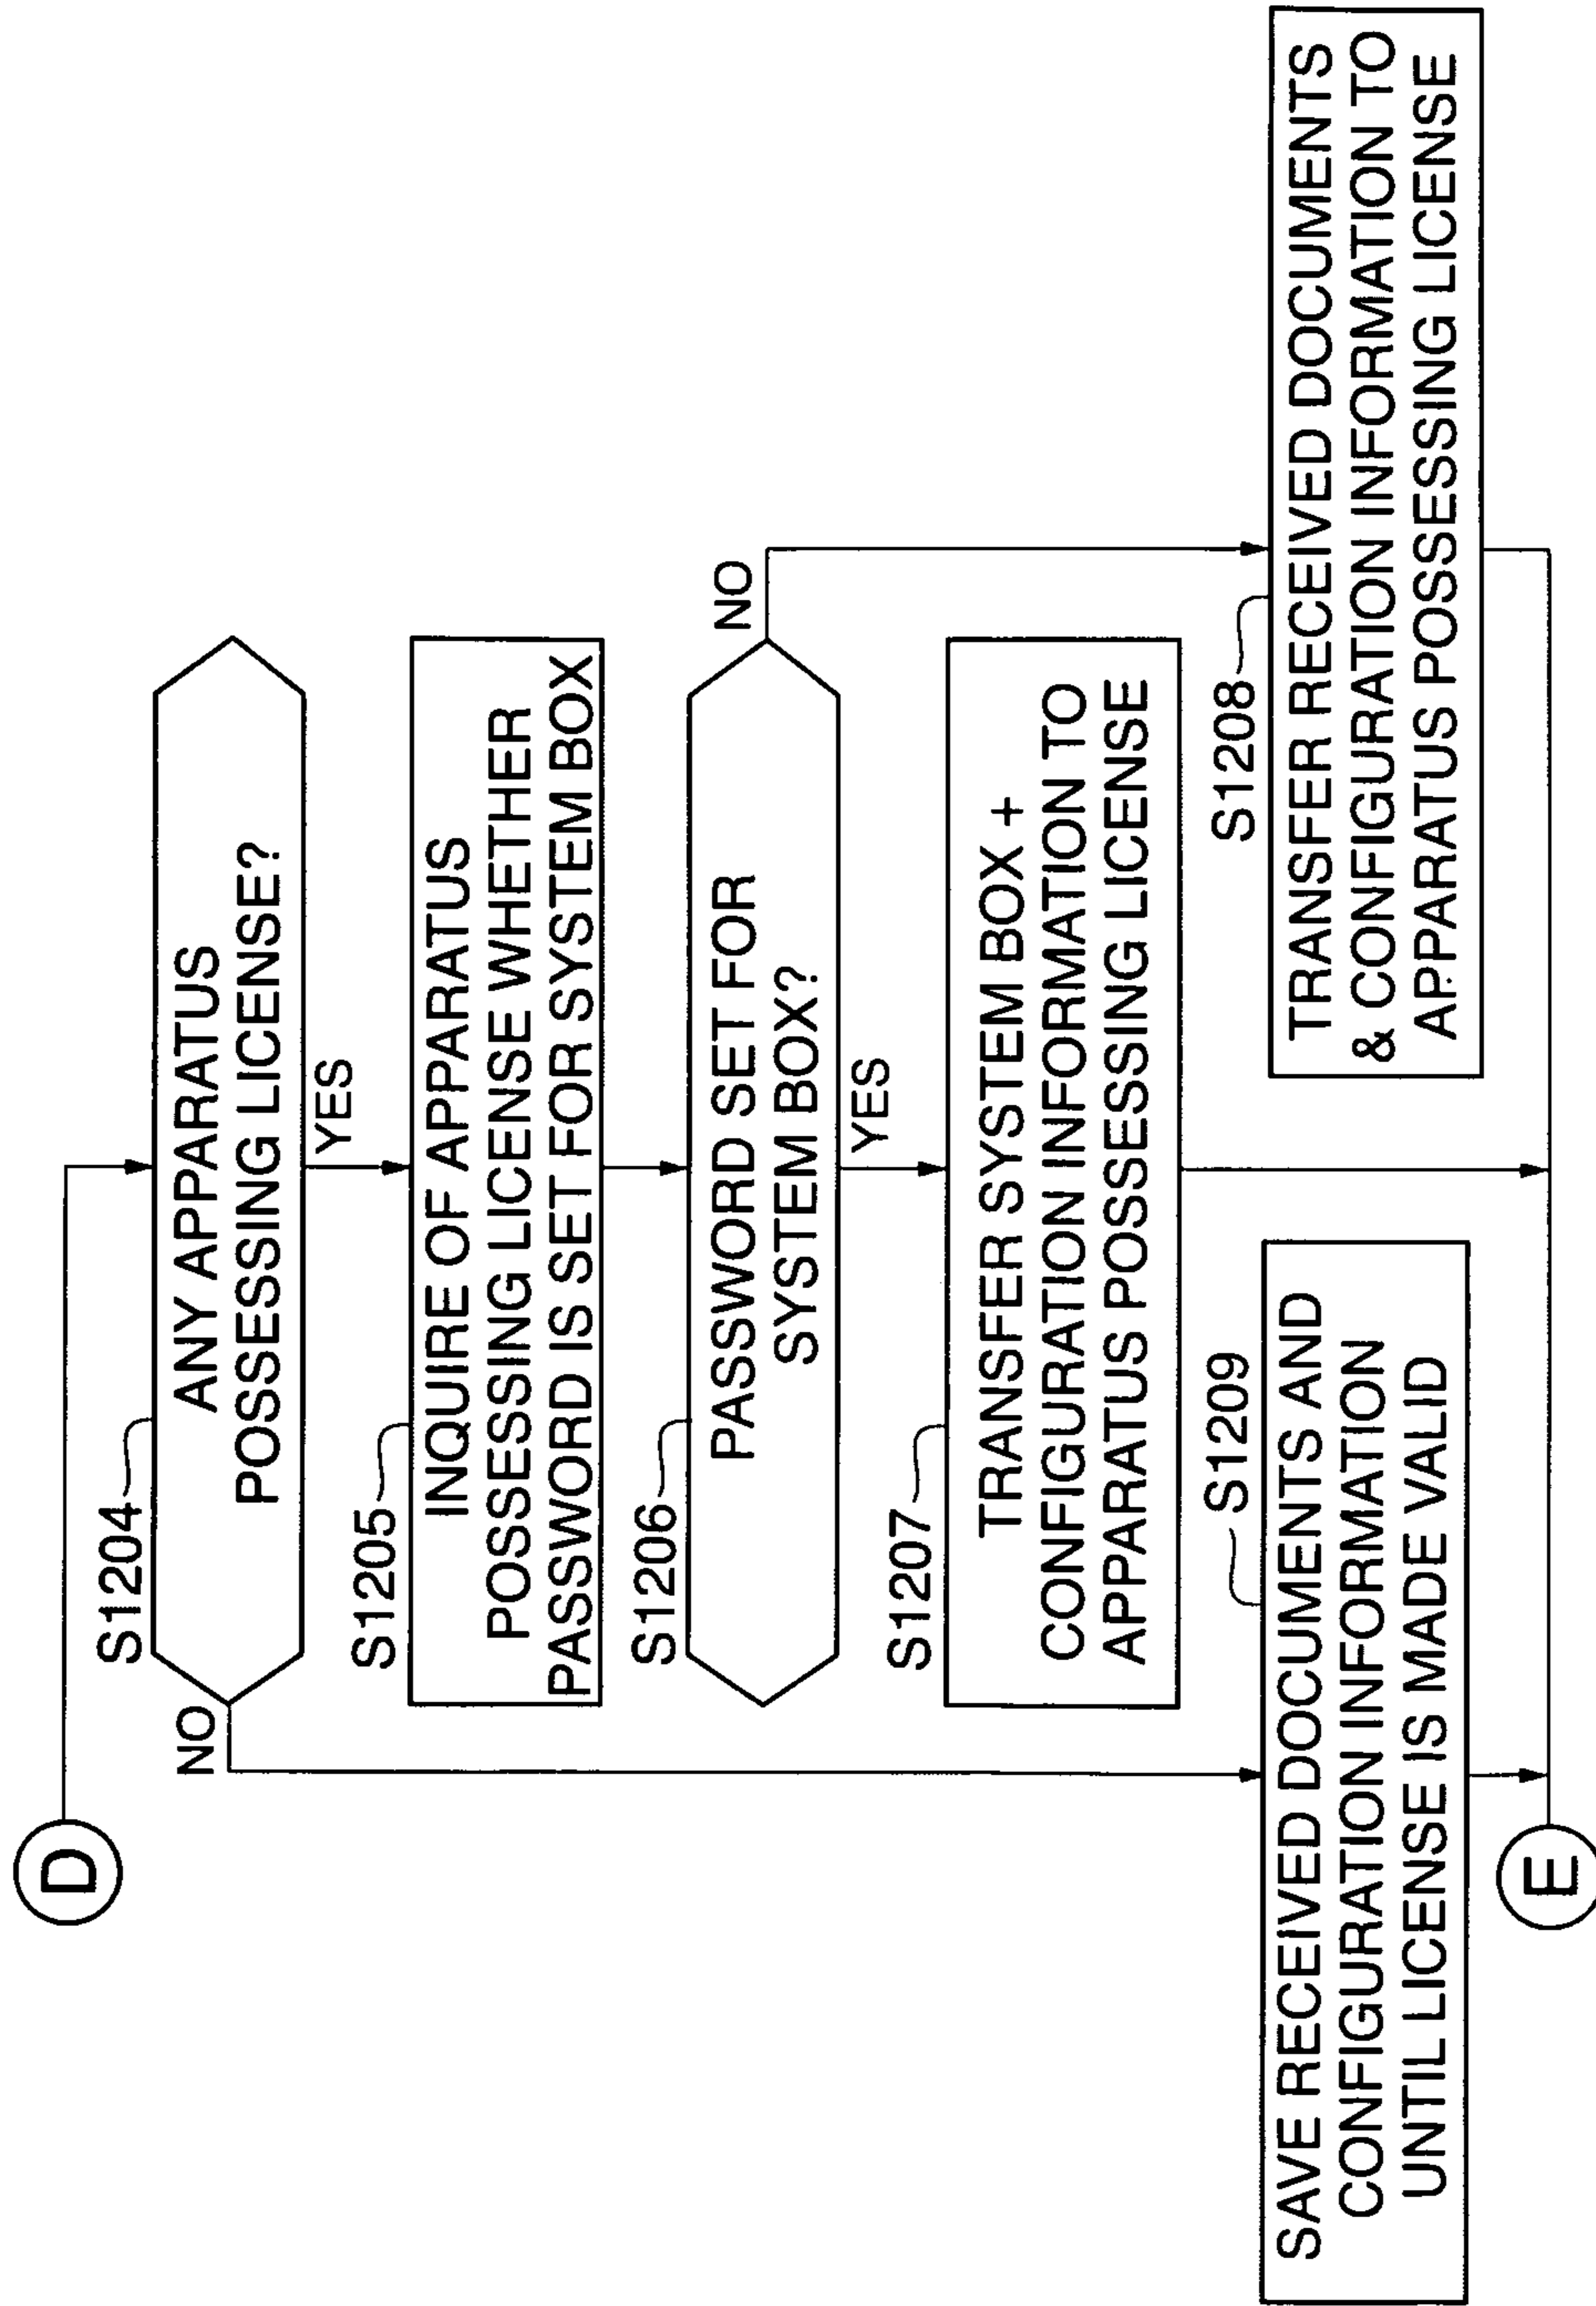 D
S1204
ANY APPARATUS
POSSESSING LICENSE?
NO
YES
S1205
INQUIRE OF APPARATUS
POSSESSING LICENSE WHETHER
PASSWORD IS SET FOR SYSTEM BOX
S1206
PASSWORD SET FOR
SYSTEM BOX?
NO
YES
S1207
TRANSFER SYSTEM BOX +
CONFIGURATION INFORMATION TO
APPARATUS POSSESSING LICENSE
S1209
SAVE RECEIVED DOCUMENTS AND
CONFIGURATION INFORMATION
UNTIL LICENSE IS MADE VALID
S1208
TRANSFER RECEIVED DOCUMENTS
& CONFIGURATION INFORMATION TO
APPARATUS POSSESSING LICENSE
E